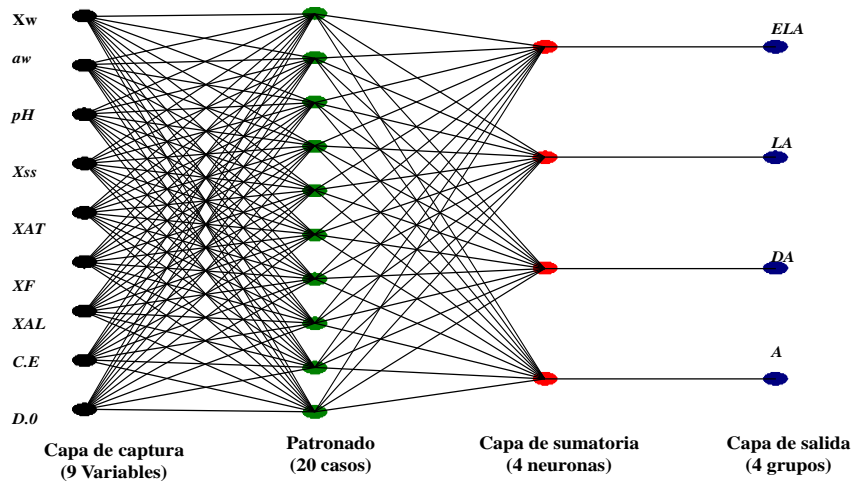 Xw
aw
pH
Xss
XAT
XF
XAL
C.E
D.0
ELA
LA
DA
A
Capa de captura
(9 Variables)
Patronado
(20 casos)
Capa de sumatoria
(4 neuronas)
Capa de salida
(4 grupos)